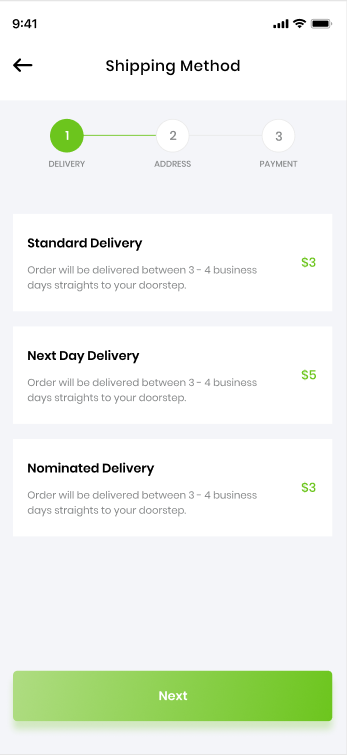 9:41
Shipping Method
1
2
3
DELIVERY
ADDRESS
PAYMENT
Standard Delivery
Order will be delivered between 3 - 4 business
days straights to your doorstep.
$3
Next Day Delivery
Order will be delivered between 3 - 4 business
days straights to your doorstep.
$5
Nominated Delivery
Order will be delivered between 3 - 4 business
days straights to your doorstep.
$3
Next